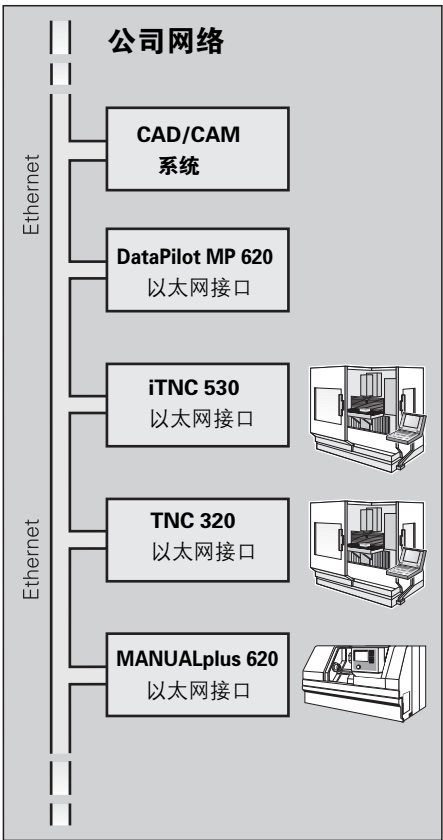 公司网络
Ethernet
CAD/CAM
系统
DataPilot MP 620
以太网接口
iTNC 530
以太网接口
Ethernet
TNC 320
以太网接口
MANUALplus 620
以太网接口